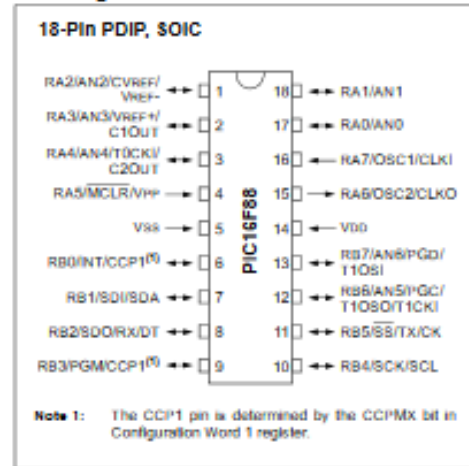 18-Pin PDIP, SOIC
RA2/AN2/CVREF/
VREF-
RA3/AN3/VREF+/
C1OUT
RA4/AN4/T0CKI/
C2OUT
RA5/MCLR/VPP
VSS
RB0/INT/CCP1(1)
RB1/SDI/SDA
RB2/SDO/RX/DT
RB3/PGM/CCP1(1)
1
2
3
4
5
6
7
8
9
PIC16F88
18
17
16
15
14
13
12
11
10
RA1/AN1
RA0/AN0
RA7/OSC1/CLKI
RA6/OSC2/CLKO
VDD
RB7/AN6/PGD/
T1OSI
RB6/AN5/PGC/
T1OSO/T1CKI
RB5/SS/TX/CK
RB4/SCK/SCL
Note 1: The CCP1 pin is determined by the CCPMX bit in
Configuration Word 1 register.